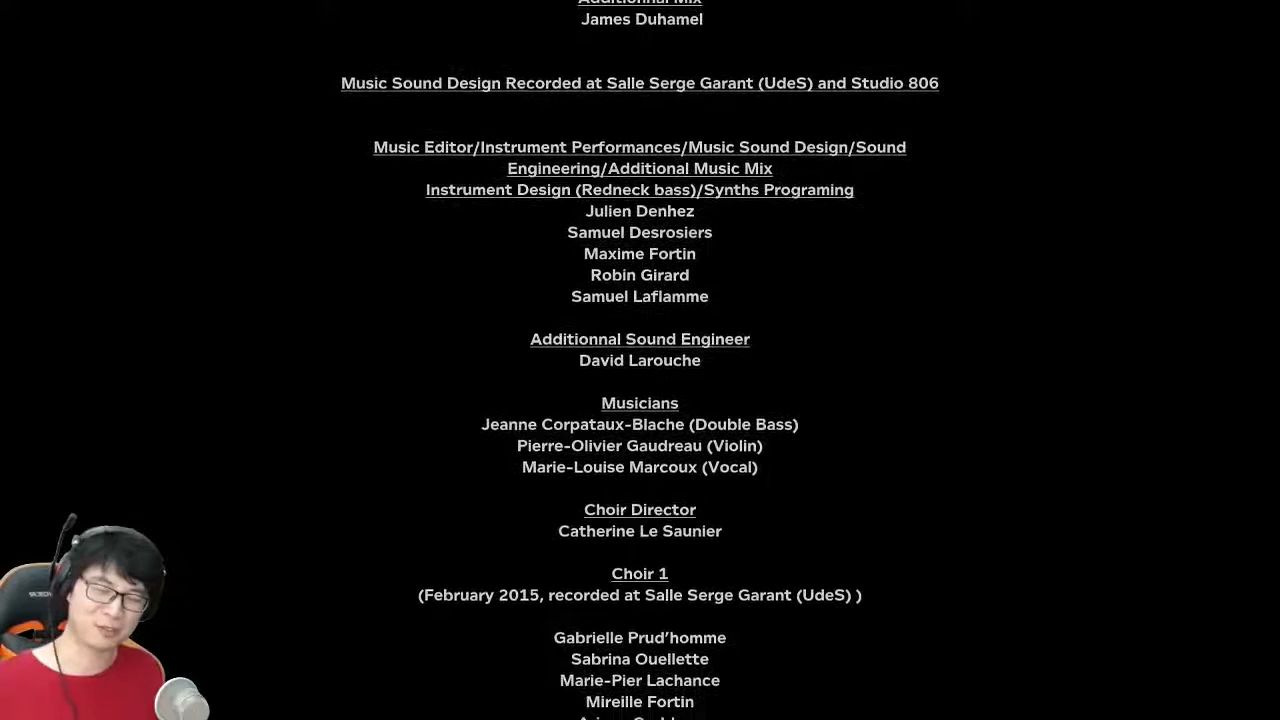 James Duhamel
Music Sound Design Recorded at Salle Serge Garant (UdeS) and Studio 806
Music Editor/Instrument Performances/Music Sound Design/Sound
Engineering/Additional Music Mix
Instrument Design (Redneck bass)/Synths Programing
Julien Denhez
Samuel Desrosiers
Maxime Fortin
Robin Girard
Samuel Laflamme
Additionnal Sound Engineer
David Larouche
Musicians
Jeanne Corpataux-Blache (Double Bass)
Pierre-Olivier Gaudreau (Violin)
Marie-Louise Marcoux (Vocal)
Choir Director
Catherine Le Saunier
Choir 1
(February 2015, recorded at Salle Serge Garant (UdeS) )
Gabrielle Prud’homme
Sabrina Ouellette
Marie-Pier Lachance
Mireille Fortin